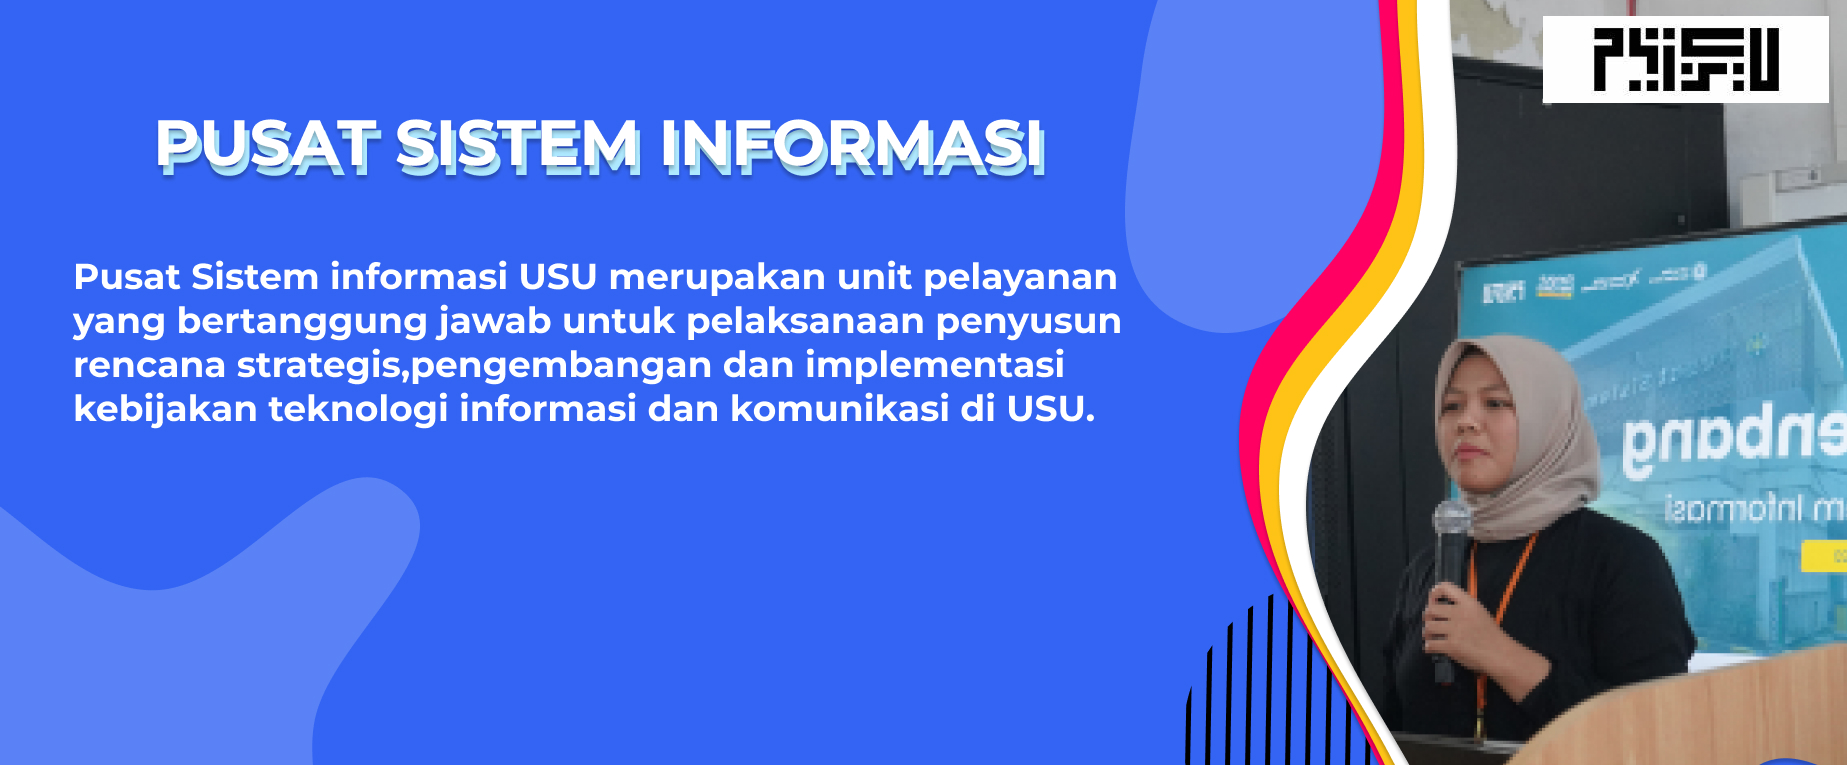 PUSAT SISTEM INFORMASI
Pusat Sistem informasi USU merupakan unit pelayanan
yang bertanggung jawab untuk pelaksanaan penyusun
rencana strategis,pengembangan dan implementasi
kebijakan teknologi informasi dan komunikasi di USU.